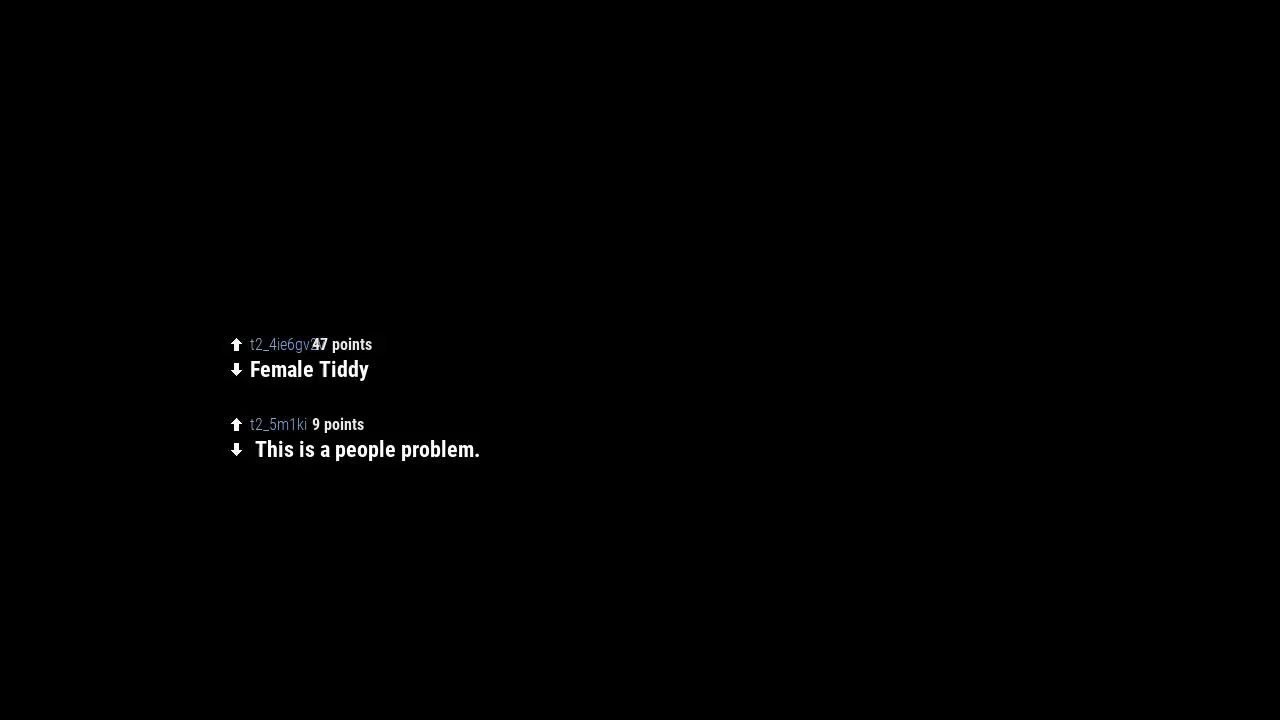 t2_4ie6gv 47 points
Female Tiddy
t2_5m1ki 9 points
This is a people problem.